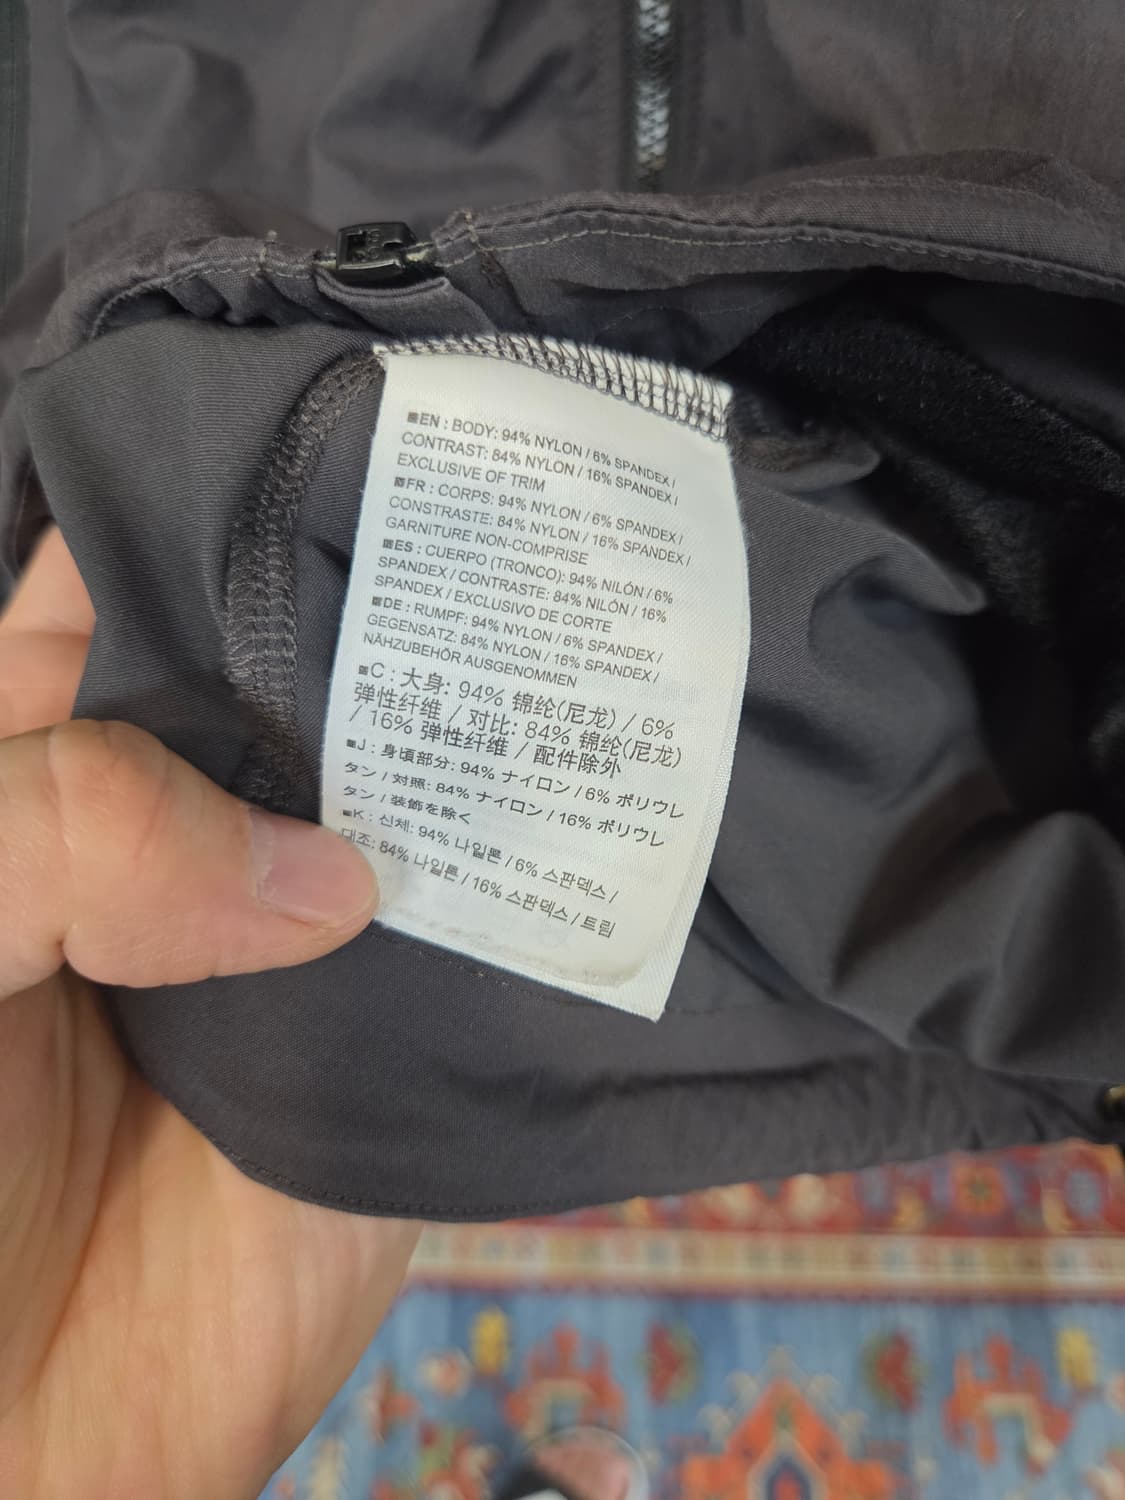 EN : BODY: 94% NYLON / 6% SPANDEX /
CONTRAST: 84% NYLON / 16% SPANDEX /
EXCLUSIVE OF TRIM
FR : CORPS: 94% NYLON / 6% SPANDEX /
CONSTRASTE: 84% NYLON / 16% SPANDEX /
GARNITURE NON-COMPRISE
ES : CUERPO (TRONCO): 94% NILÓN / 6%
SPANDEX / CONTRASTE: 84% NILÓN / 16%
SPANDEX / EXCLUSIVO DE CORTE
DE : RUMPF: 94% NYLON / 6% SPANDEX /
GEGENSATZ: 84% NYLON / 16% SPANDEX /
NÄHZUBEHÖR AUSGENOMMEN
C : 大身: 94% 锦纶(尼龙) / 6%
弹性纤维 / 对比: 84% 锦纶(尼龙)
/ 16% 弹性纤维 / 配件除外
J : 身頃部分: 94% ナイロン / 6% ポリウレ
タン / 対照: 84% ナイロン / 16% ポリウレ
タン / 装飾を除く
K : 신체: 94% 나일론 / 6% 스판덱스 /
대조: 84% 나일론 / 16% 스판덱스 / 트림